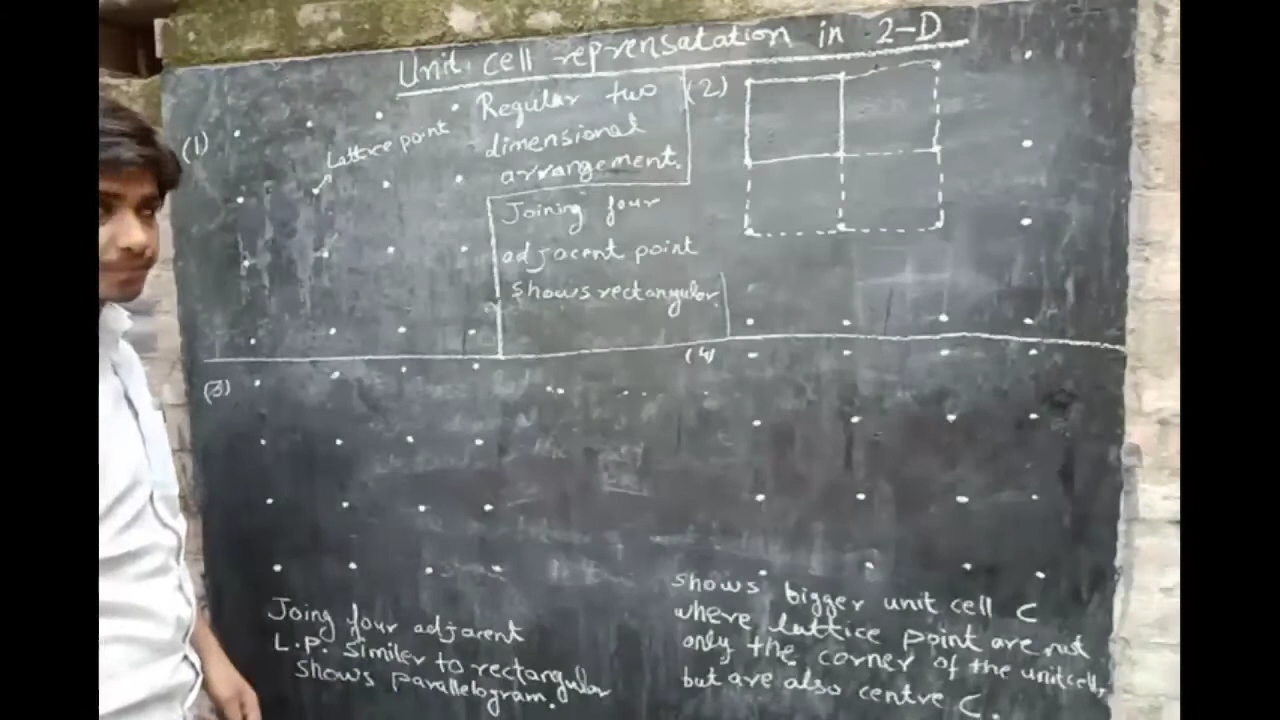 Unit cell reprensatation in 2-D
(1)
Lattice point
Regular two
dimensional
arrangement.
Joining four
adjacent point
shows rectangular.
(2)
(3)
Joing four adjacent
L.P. Similer to rectangular
shows parallelogram.
(4)
shows bigger unit cell C
where lattice point are not
only the corner of the unitcell,
but are also centre C.